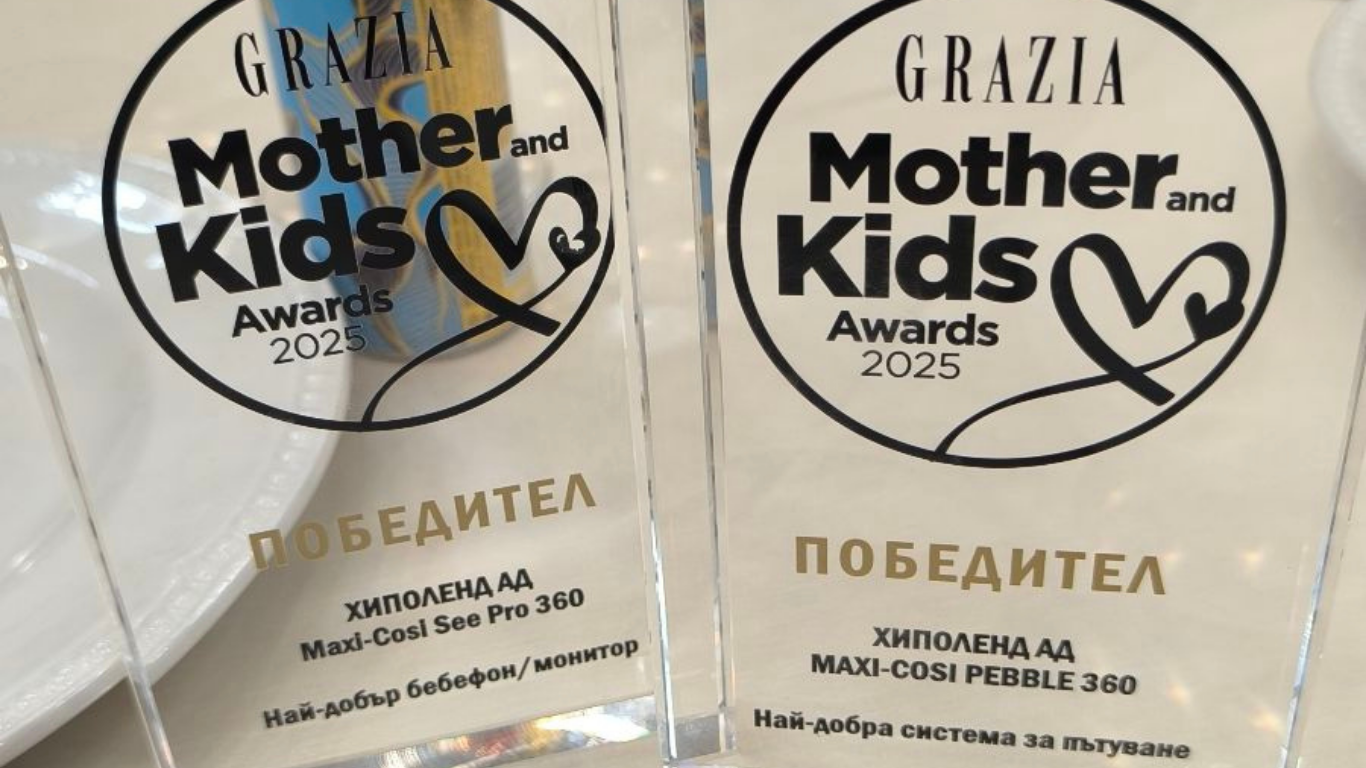 GRAZIA
Mother and
Kids
Awards
2025
ПОБЕДИТЕЛ
ХИПОЛЕНД АД
Maxi-Cosi See Pro 360
Най-добър бебефон/монитор
GRAZIA
Mother and
Kids
Awards
2025
ПОБЕДИТЕЛ
ХИПОЛЕНД АД
MAXI-COSI PEBBLE 360
Най-добра система за пътуване